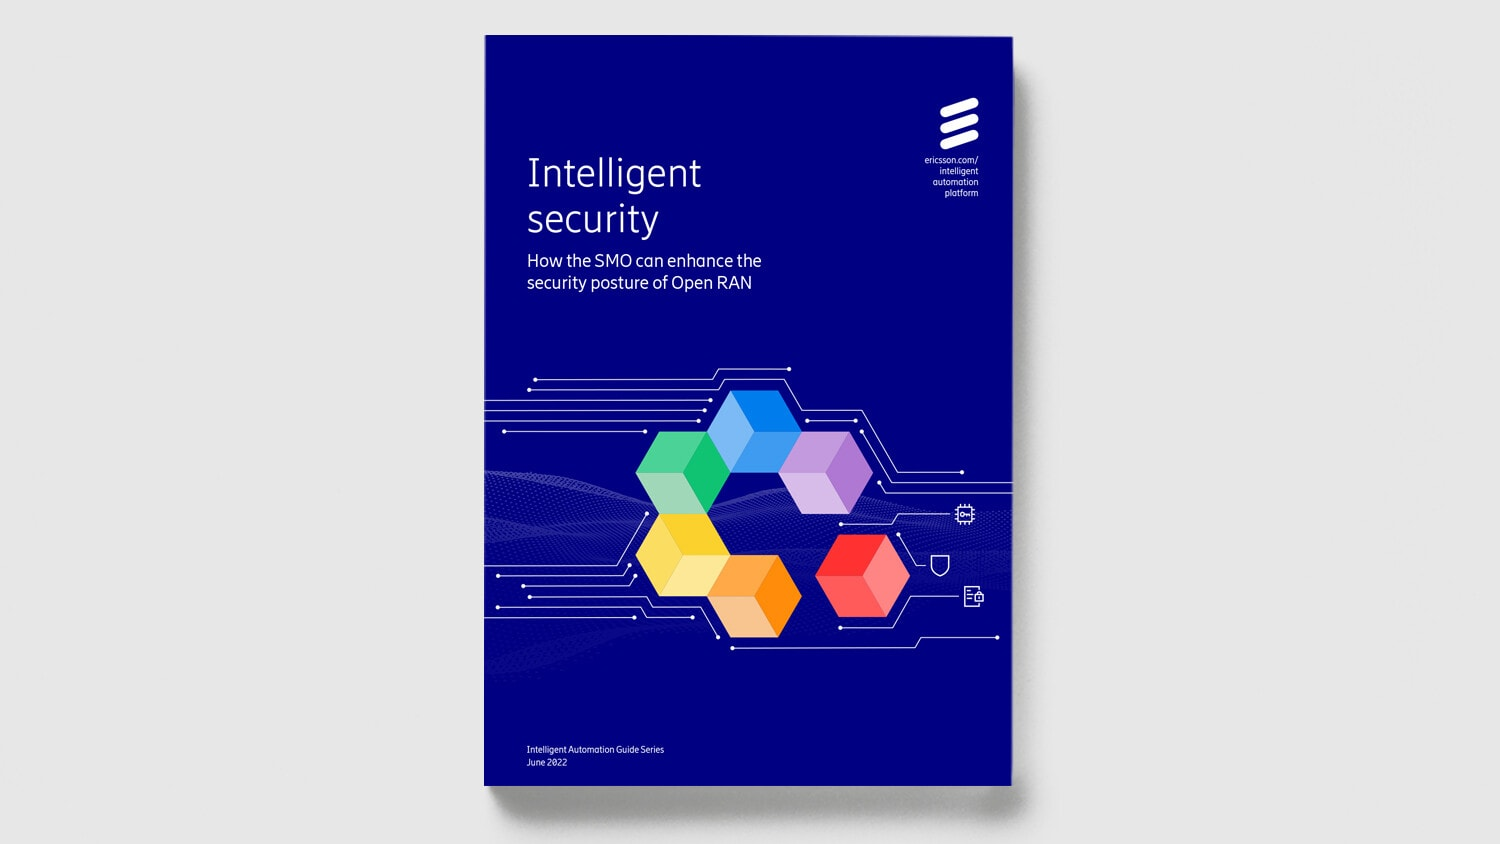 Intelligent
security
How the SMO can enhance the
security posture of Open RAN
ericsson.com/
intelligent
automation
platform
Intelligent Automation Guide Series
June 2022